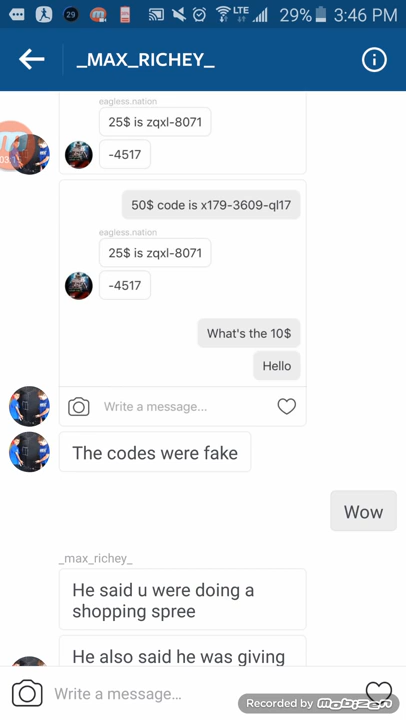 29
LTE
29%
3:46 PM
_MAX_RICHEY_
eagless.nation
25$ is zqxl-8071
-4517
50$ code is x179-3609-ql17
eagless.nation
25$ is zqxl-8071
-4517
What's the 10$
Hello
Write a message...
The codes were fake
Wow
_max_richey_
He said u were doing a
shopping spree
He also said he was giving
Write a message...
Recorded by mobizen